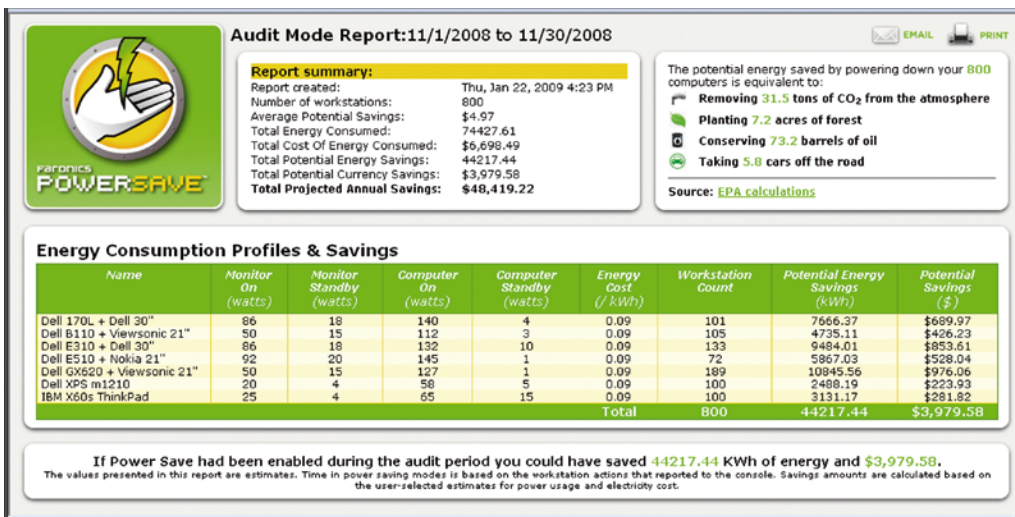 Audit Mode Report:11/1/2008 to 11/30/2008
EMAIL PRINT
Faronics
POWERSAVE
Report summary:
Report created: Thu, Jan 22, 2009 4:23 PM
Number of workstations: 800
Average Potential Savings: $4.97
Total Energy Consumed: 74427.61
Total Cost Of Energy Consumed: $6,698.49
Total Potential Energy Savings: 44217.44
Total Potential Currency Savings: $3,979.58
Total Projected Annual Savings: $48,419.22
The potential energy saved by powering down your 800
computers is equivalent to:
Removing 31.5 tons of CO2 from the atmosphere
Planting 7.2 acres of forest
Conserving 73.2 barrels of oil
Taking 5.8 cars off the road
Source: EPA calculations
Energy Consumption Profiles & Savings
Name Monitor On (watts) Monitor Standby (watts) Computer On (watts) Computer Standby (watts) Energy Cost (/ kWh) Workstation Count Potential Energy Savings (kWh) Potential Savings ($)
Dell 170L + Dell 30" 86 18 140 4 0.09 101 7666.37 $689.97
Dell B110 + Viewsonic 21" 50 15 112 3 0.09 105 4735.11 $426.23
Dell E310 + Dell 30" 86 18 132 10 0.09 133 9484.01 $853.61
Dell E510 + Nokia 21" 92 20 145 1 0.09 72 5867.03 $528.04
Dell GX620 + Viewsonic 21" 50 15 127 1 0.09 189 10845.56 $976.06
Dell XPS m1210 20 4 58 5 0.09 100 2488.19 $223.93
IBM X60s ThinkPad 25 4 65 15 0.09 100 3131.17 $281.82
Total 800 44217.44 $3,979.58
If Power Save had been enabled during the audit period you could have saved 44217.44 KWh of energy and $3,979.58.
The values presented in this report are estimates. Time in power saving modes is based on the workstation actions that reported to the console. Savings amounts are calculated based on
the user-selected estimates for power usage and electricity cost.